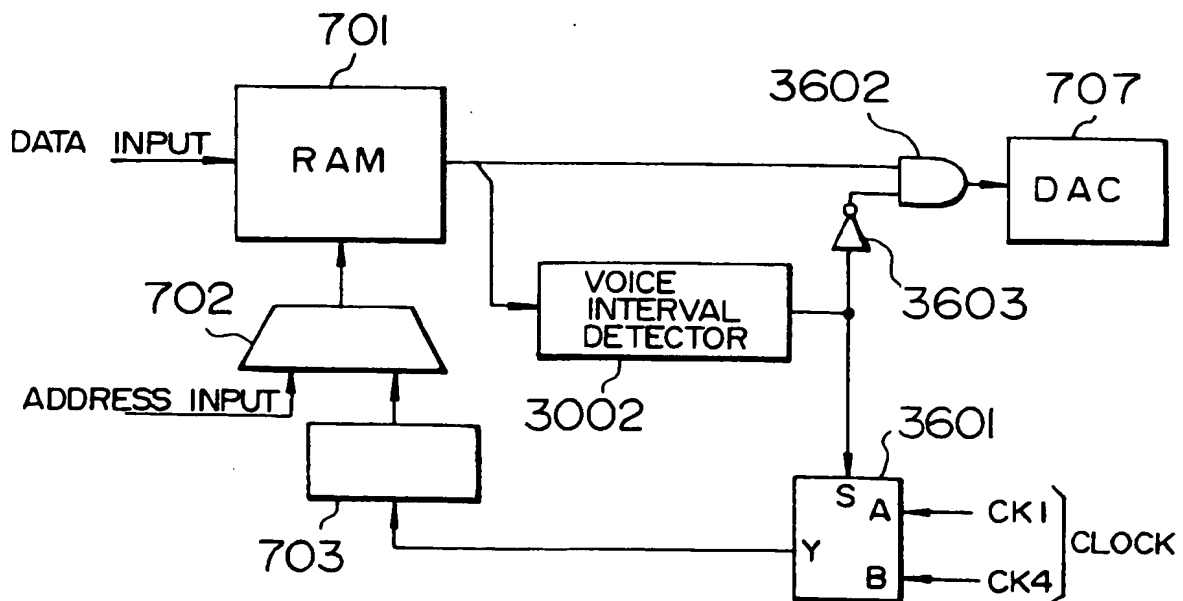 701
3602
707
DATA INPUT
RAM
DAC
702
VOICE
INTERVAL
DETECTOR
3603
ADDRESS INPUT
3002
3601
S
A
CK1
703
Y
CLOCK
B
CK4